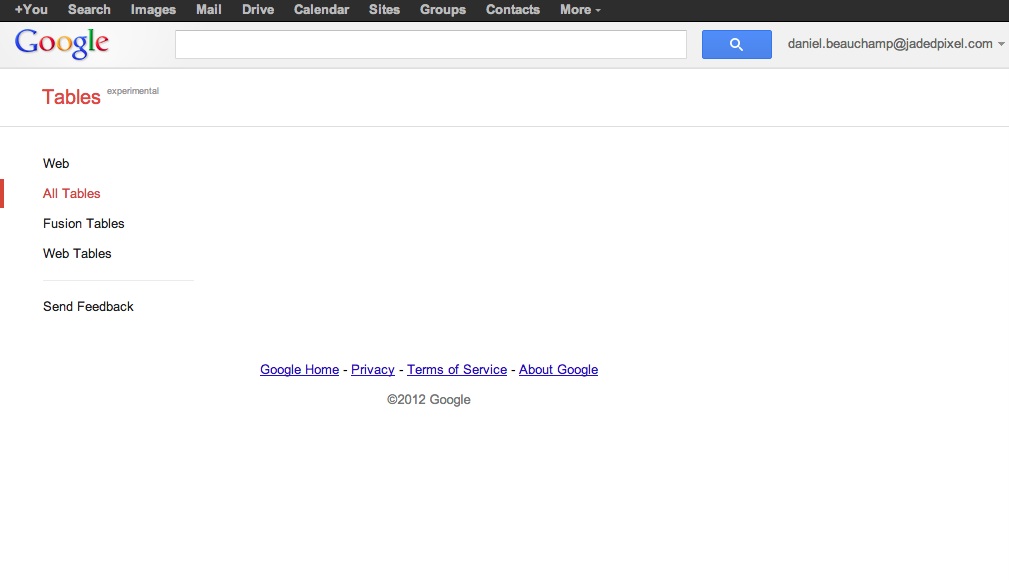 +You Search Images Mail Drive Calendar Sites Groups Contacts More
Google daniel.beauchamp@jadedpixel.com
Tables experimental
Web
All Tables
Fusion Tables
Web Tables
Send Feedback
Google Home - Privacy - Terms of Service - About Google
©2012 Google